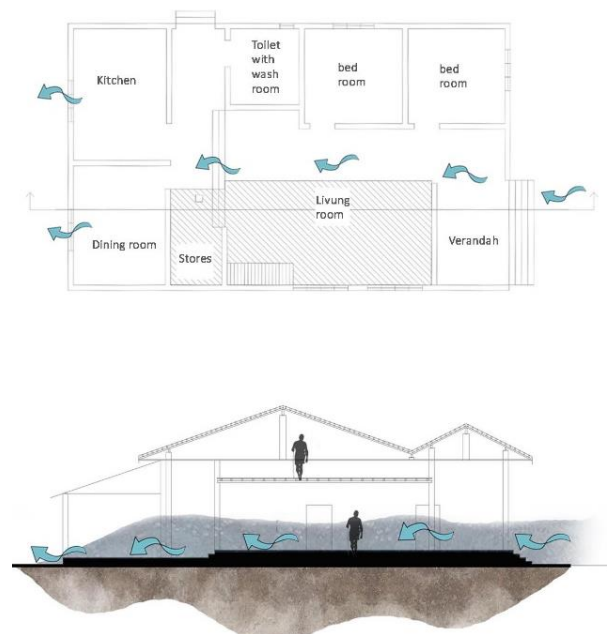 Kitchen
Toilet
with
wash
room
bed
room
bed
room
Livung
room
Dining room
Stores
Verandah